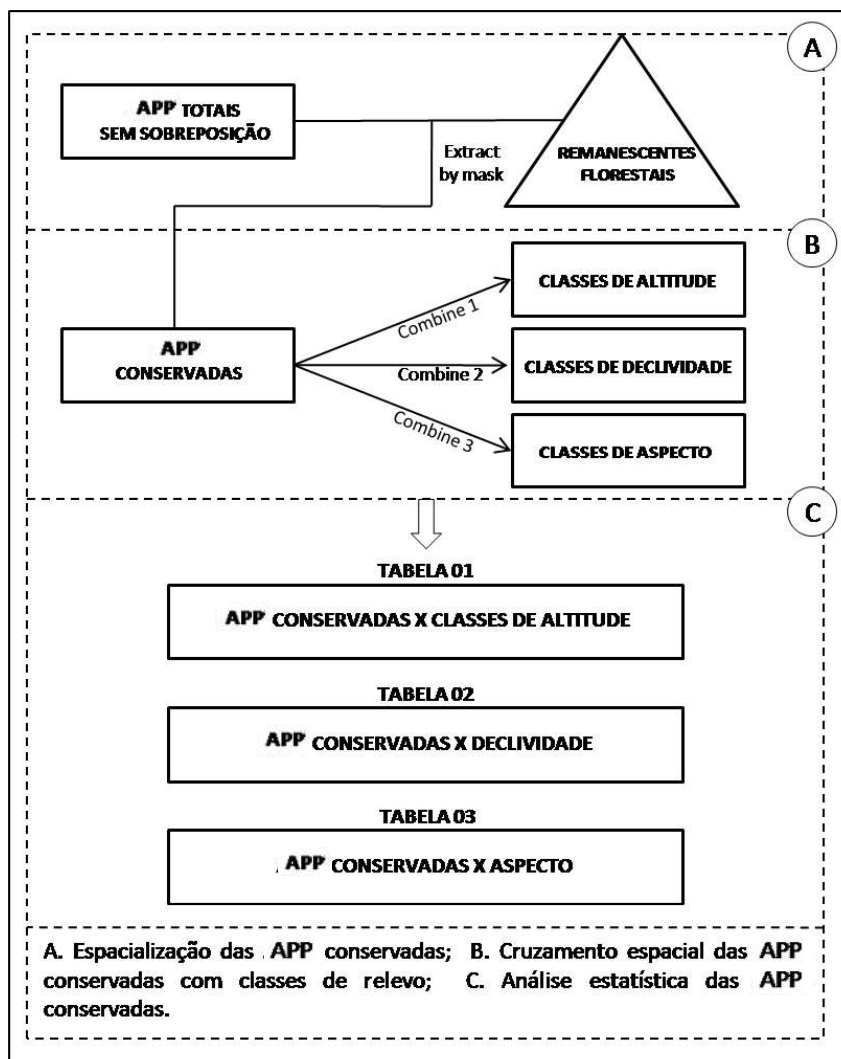 A
APP TOTAIS
SEM SOBREPOSIÇÃO
Extract
by mask
REMANESCENTES
FLORESTAIS
B
APP
CONSERVADAS
Combine 1
Combine 2
Combine 3
CLASSES DE ALTITUDE
CLASSES DE DECLIVIDADE
CLASSES DE ASPECTO
C
TABELA 01
APP CONSERVADAS X CLASSES DE ALTITUDE
TABELA 02
APP CONSERVADAS X DECLIVIDADE
TABELA 03
APP CONSERVADAS X ASPECTO
A. Espacialização das APP conservadas; B. Cruzamento espacial das APP
conservadas com classes de relevo; C. Análise estatística das APP
conservadas.